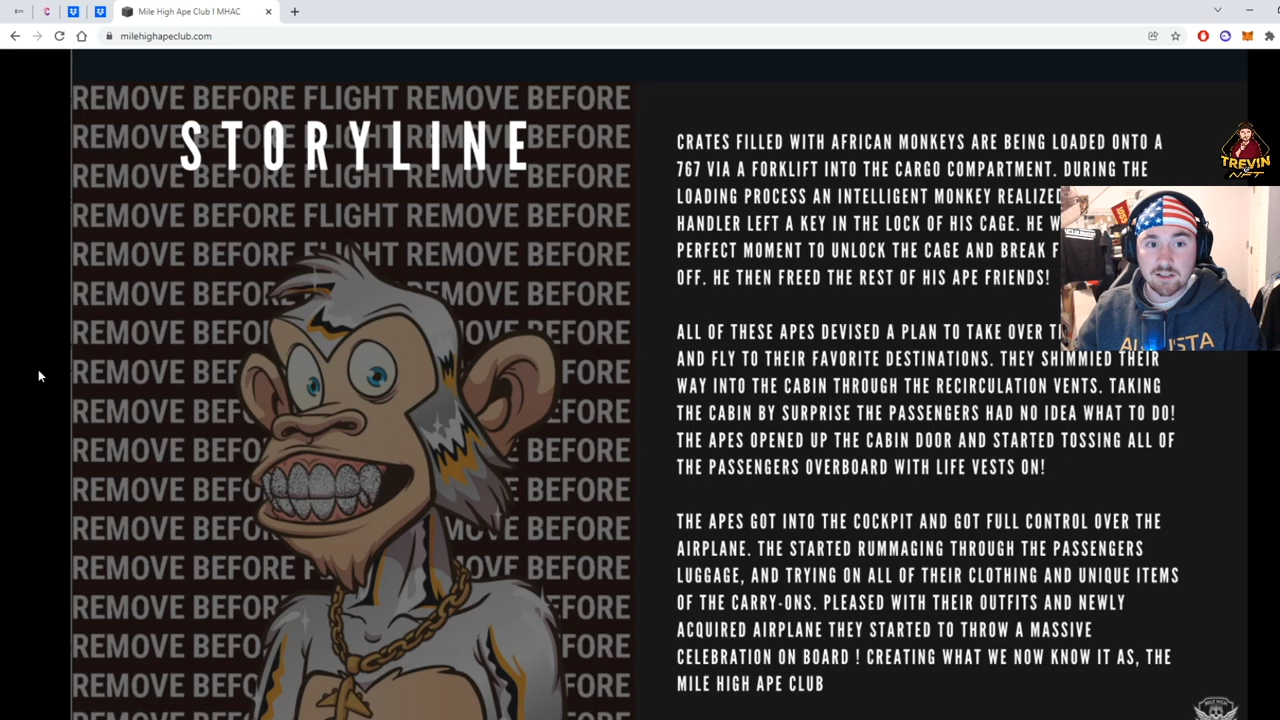 Mile High Ape Club I MHAC
milehighapeclub.com
REMOVE BEFORE FLIGHT REMOVE BEFORE
STORYLINE
CRATES FILLED WITH AFRICAN MONKEYS ARE BEING LOADED ONTO A
767 VIA A FORKLIFT INTO THE CARGO COMPARTMENT. DURING THE
LOADING PROCESS AN INTELLIGENT MONKEY REALIZED
HANDLER LEFT A KEY IN THE LOCK OF HIS CAGE. HE
PERFECT MOMENT TO UNLOCK THE CAGE AND BREAK
OFF. HE THEN FREED THE REST OF HIS APE FRIENDS!
ALL OF THESE APES DEVISED A PLAN TO TAKE OVER
AND FLY TO THEIR FAVORITE DESTINATIONS. THEY SHIMMIED THEIR
WAY INTO THE CABIN THROUGH THE RECIRCULATION VENTS. TAKING
THE CABIN BY SURPRISE THE PASSENGERS HAD NO IDEA WHAT TO DO!
THE APES OPENED UP THE CABIN DOOR AND STARTED TOSSING ALL OF
THE PASSENGERS OVERBOARD WITH LIFE VESTS ON!
THE APES GOT INTO THE COCKPIT AND GOT FULL CONTROL OVER THE
AIRPLANE. THE STARTED RUMMAGING THROUGH THE PASSENGERS
LUGGAGE, AND TRYING ON ALL OF THEIR CLOTHING AND UNIQUE ITEMS
OF THE CARRY-ONS. PLEASED WITH THEIR OUTFITS AND NEWLY
ACQUIRED AIRPLANE THEY STARTED TO THROW A MASSIVE
CELEBRATION ON BOARD ! CREATING WHAT WE NOW KNOW IT AS, THE
MILE HIGH APE CLUB
TREVIN
NFT